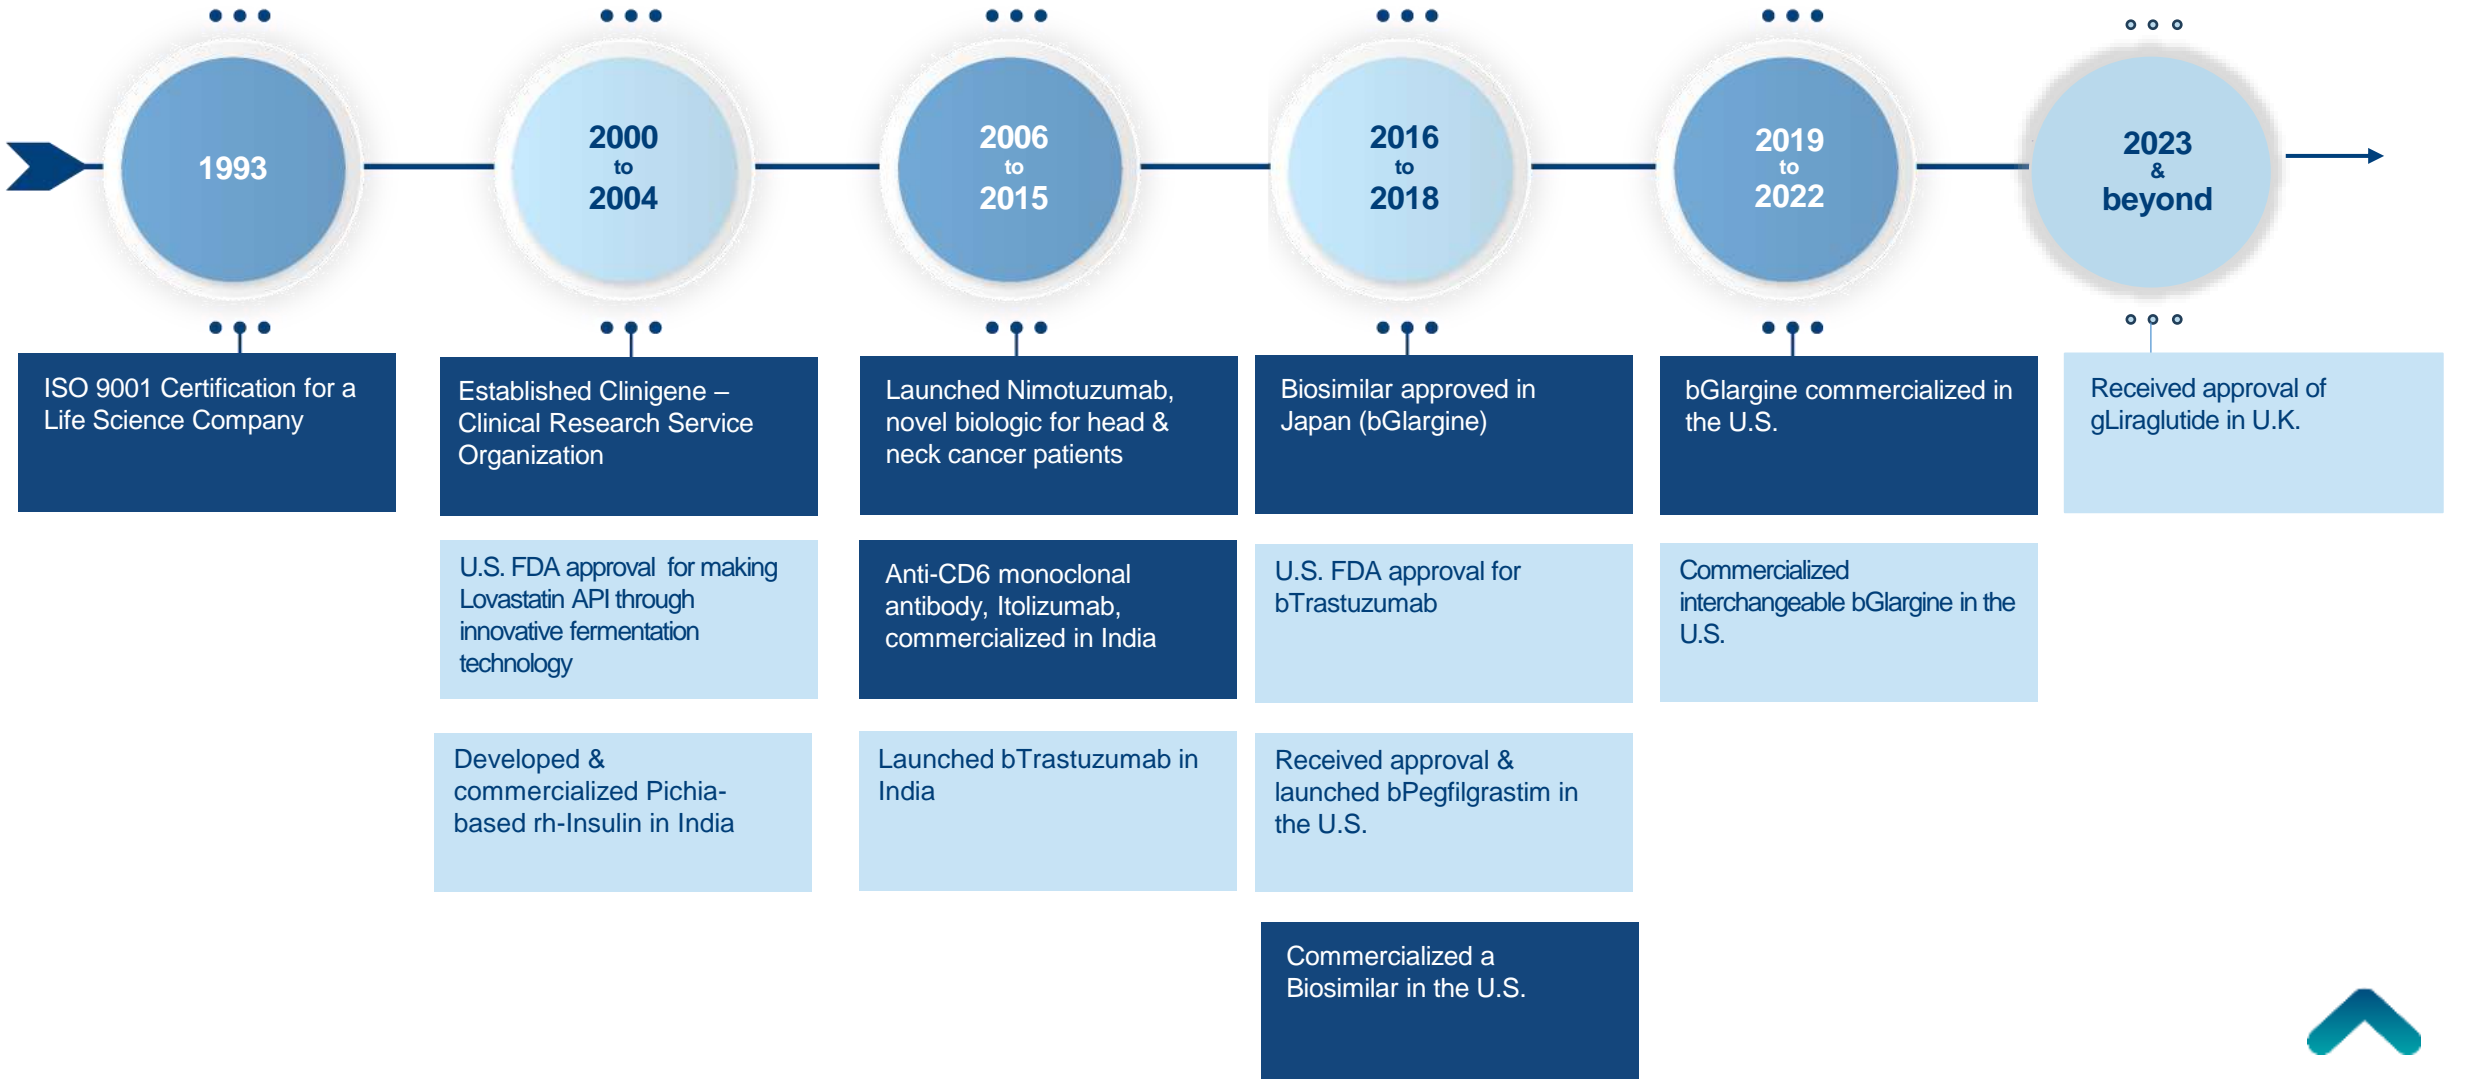 1993
2000
to
2004
2006
to
2015
2016
to
2018
2019
to
2022
2023
&
beyond
ISO 9001 Certification for a
Life Science Company
Established Clinigene –
Clinical Research Service
Organization
Launched Nimotuzumab,
novel biologic for head &
neck cancer patients
Biosimilar approved in
Japan (bGlargine)
bGlargine commercialized in
the U.S.
Received approval of
gLiraglutide in U.K.
U.S. FDA approval for making
Lovastatin API through
innovative fermentation
technology
Anti-CD6 monoclonal
antibody, Itolizumab,
commercialized in India
U.S. FDA approval for
bTrastuzumab
Commercialized
interchangeable bGlargine in the
U.S.
Developed &
commercialized Pichia-
based rh-Insulin in India
Launched bTrastuzumab in
India
Received approval &
launched bPegfilgrastim in
the U.S.
Commercialized a
Biosimilar in the U.S.